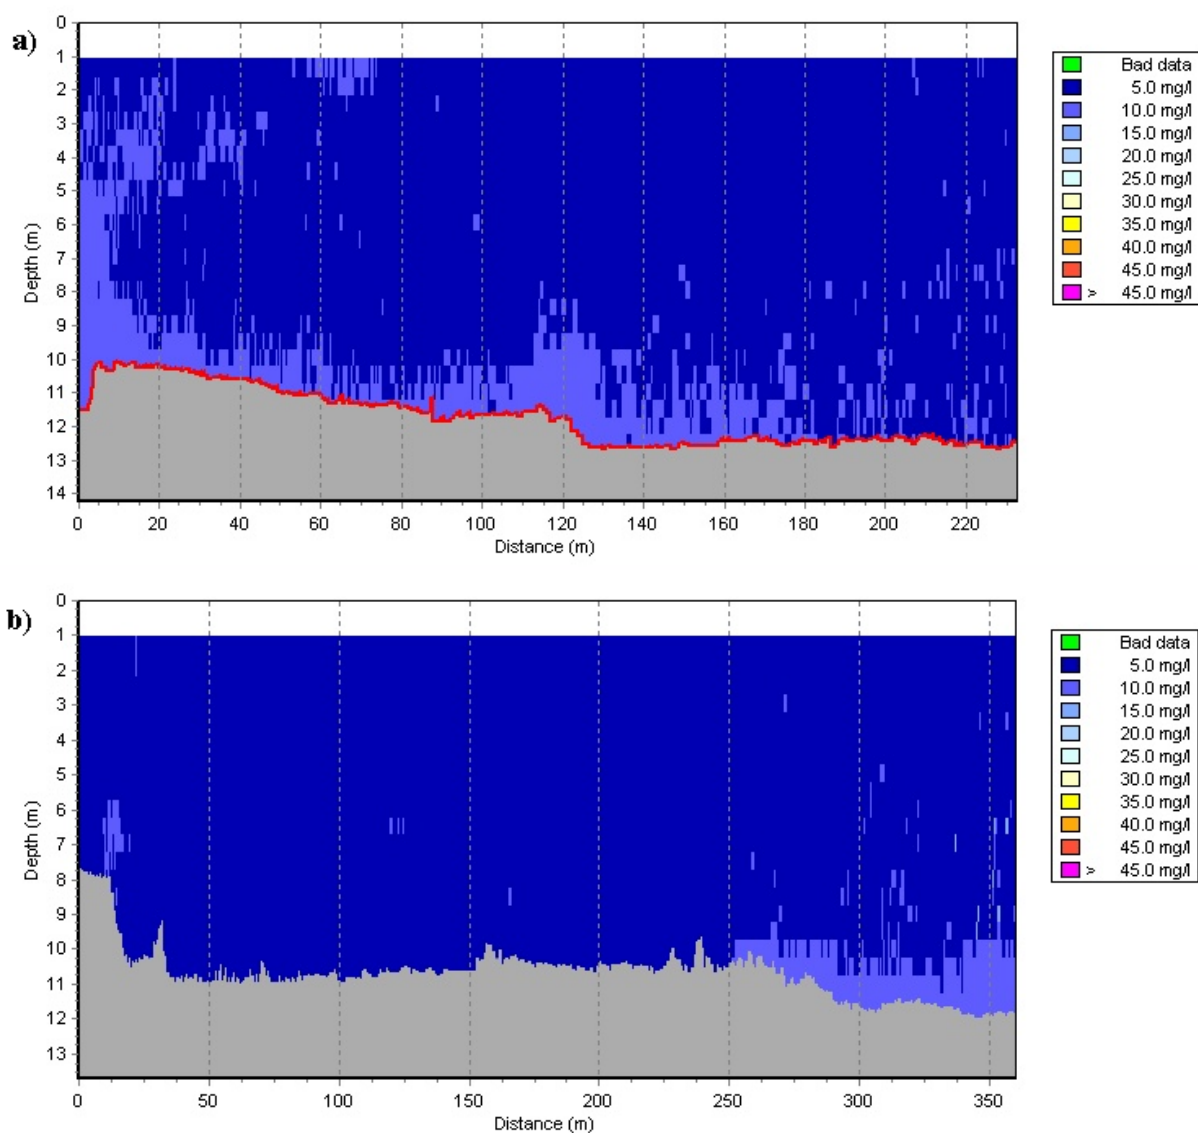 a)
0
1
2
3
4
5
6
7
8
9
10
11
12
13
14
Depth (m)
0 20 40 60 80 100 120 140 160 180 200 220
Distance (m)
Bad data
5.0 mg/l
10.0 mg/l
15.0 mg/l
20.0 mg/l
25.0 mg/l
30.0 mg/l
35.0 mg/l
40.0 mg/l
45.0 mg/l
> 45.0 mg/l
b)
0
1
2
3
4
5
6
7
8
9
10
11
12
13
Depth (m)
0 50 100 150 200 250 300 350
Distance (m)
Bad data
5.0 mg/l
10.0 mg/l
15.0 mg/l
20.0 mg/l
25.0 mg/l
30.0 mg/l
35.0 mg/l
40.0 mg/l
45.0 mg/l
> 45.0 mg/l